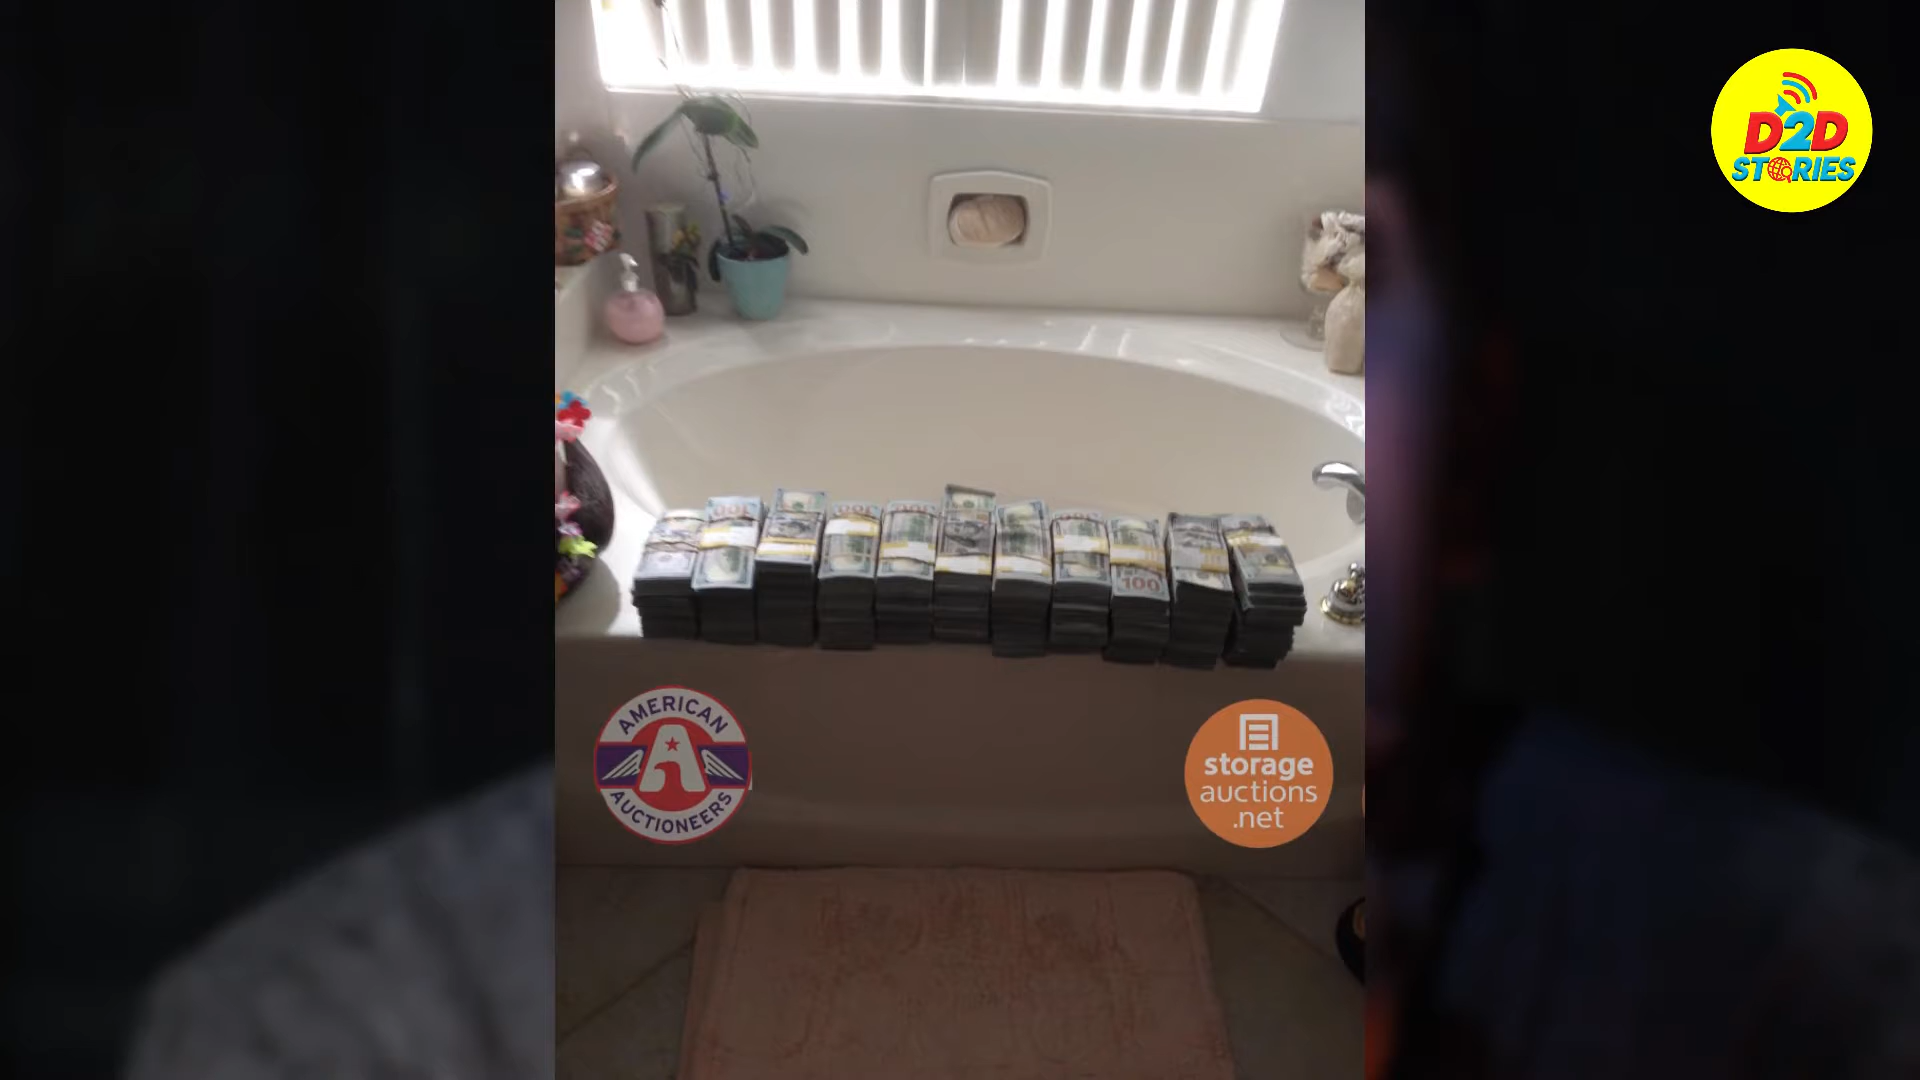 D2D
STORIES
100
AMERICAN
A
AUCTIONEERS
storage
auctions
.net
100